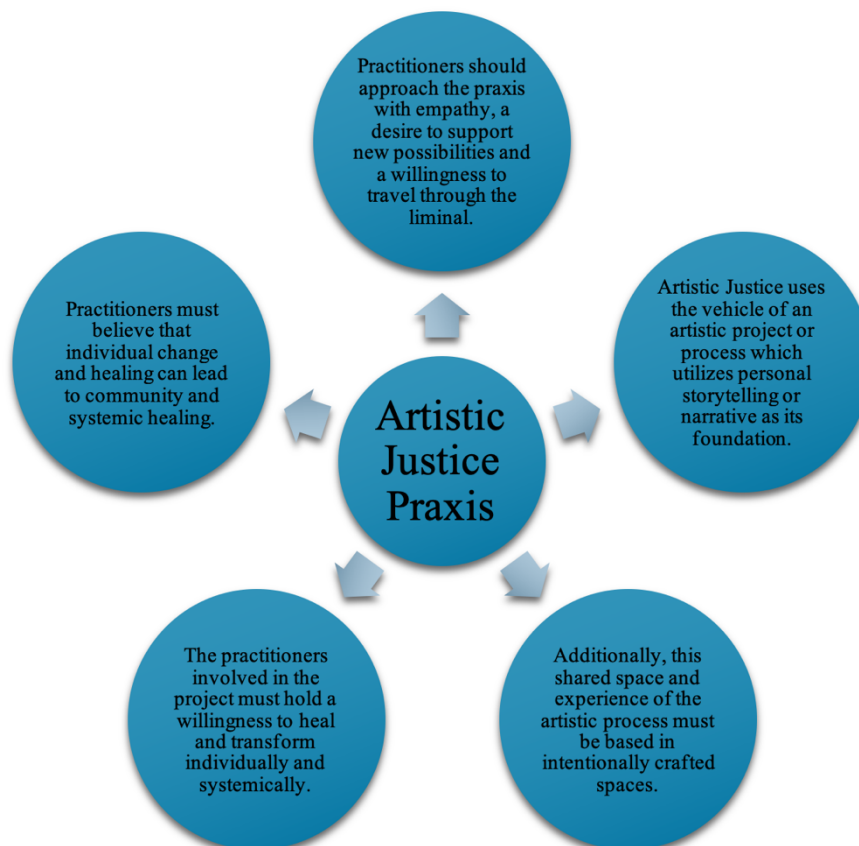 Practitioners should
approach the praxis
with empathy, a
desire to support
new possibilities and
a willingness to
travel through the
liminal.
Artistic Justice uses
the vehicle of an
artistic project or
process which
utilizes personal
storytelling or
narrative as its
foundation.
Additionally, this
shared space and
experience of the
artistic process must
be based in
intentionally crafted
spaces.
The practitioners
involved in the
project must hold a
willingness to heal
and transform
individually and
systemically.
Practitioners must
believe that
individual change
and healing can lead
to community and
systemic healing.
Artistic
Justice
Praxis